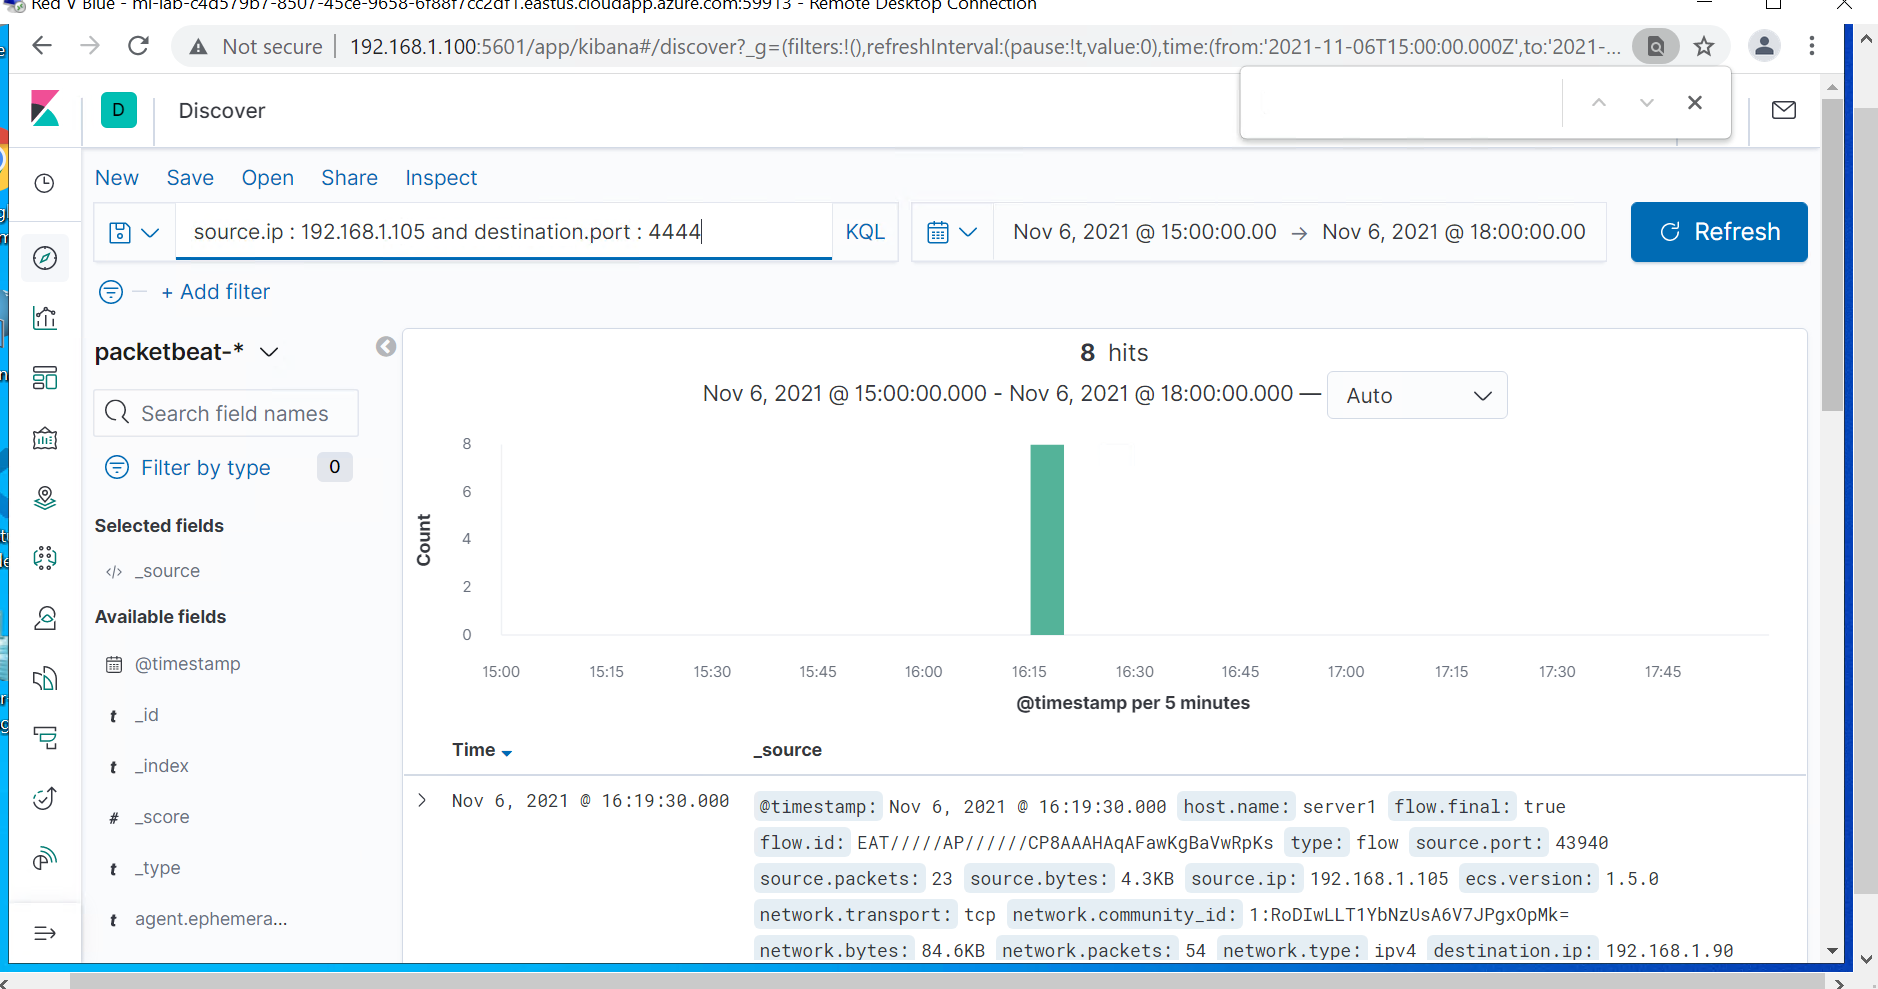 Red V Blue - ml-lab-c4d579b7-8507-45ce-9658-6f88f7cc2df1.eastus.cloudapp.azure.com:59913 - Remote Desktop Connection
Not secure 192.168.1.100:5601/app/kibana#/discover?_g=(filters:!(),refreshInterval:(pause:!t,value:0),time:(from:'2021-11-06T15:00:00.000Z',to:'2021-...
D Discover
New Save Open Share Inspect
source.ip : 192.168.1.105 and destination.port : 4444 KQL Nov 6, 2021 @ 15:00:00.00 → Nov 6, 2021 @ 18:00:00.00 Refresh
+ Add filter
packetbeat-*
8 hits
Nov 6, 2021 @ 15:00:00.000 - Nov 6, 2021 @ 18:00:00.000 — Auto
Search field names
Filter by type 0
Selected fields
</> _source
Available fields
@timestamp
t _id
t _index
# _score
t _type
t agent.ephemera...
Count
8
6
4
2
0
15:00 15:15 15:30 15:45 16:00 16:15 16:30 16:45 17:00 17:15 17:30 17:45
@timestamp per 5 minutes
Time _source
Nov 6, 2021 @ 16:19:30.000 @timestamp: Nov 6, 2021 @ 16:19:30.000 host.name: server1 flow.final: true
flow.id: EAT/////AP//////CP8AAAHAqAFawKgBaVwRpKs type: flow source.port: 43940
source.packets: 23 source.bytes: 4.3KB source.ip: 192.168.1.105 ecs.version: 1.5.0
network.transport: tcp network.community_id: 1:RoDIwLLT1YbNzUsA6V7JPgxOpMk=
network.bytes: 84.6KB network.packets: 54 network.type: ipv4 destination.ip: 192.168.1.90